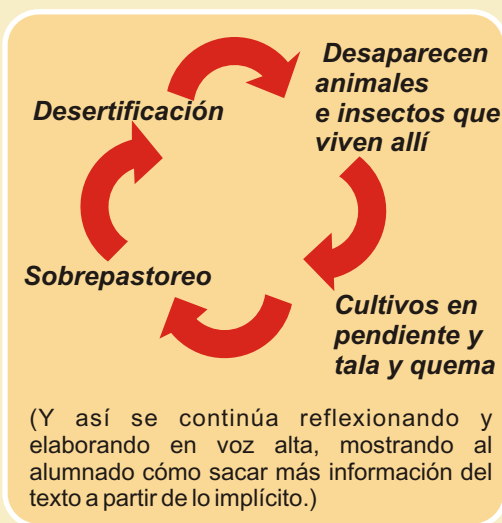 Desertificación
Desaparecen
animales
e insectos que
viven allí
Sobrepastoreo
Cultivos en
pendiente y
tala y quema
(Y así se continúa reflexionando y
elaborando en voz alta, mostrando al
alumnado cómo sacar más información del
texto a partir de lo implícito.)